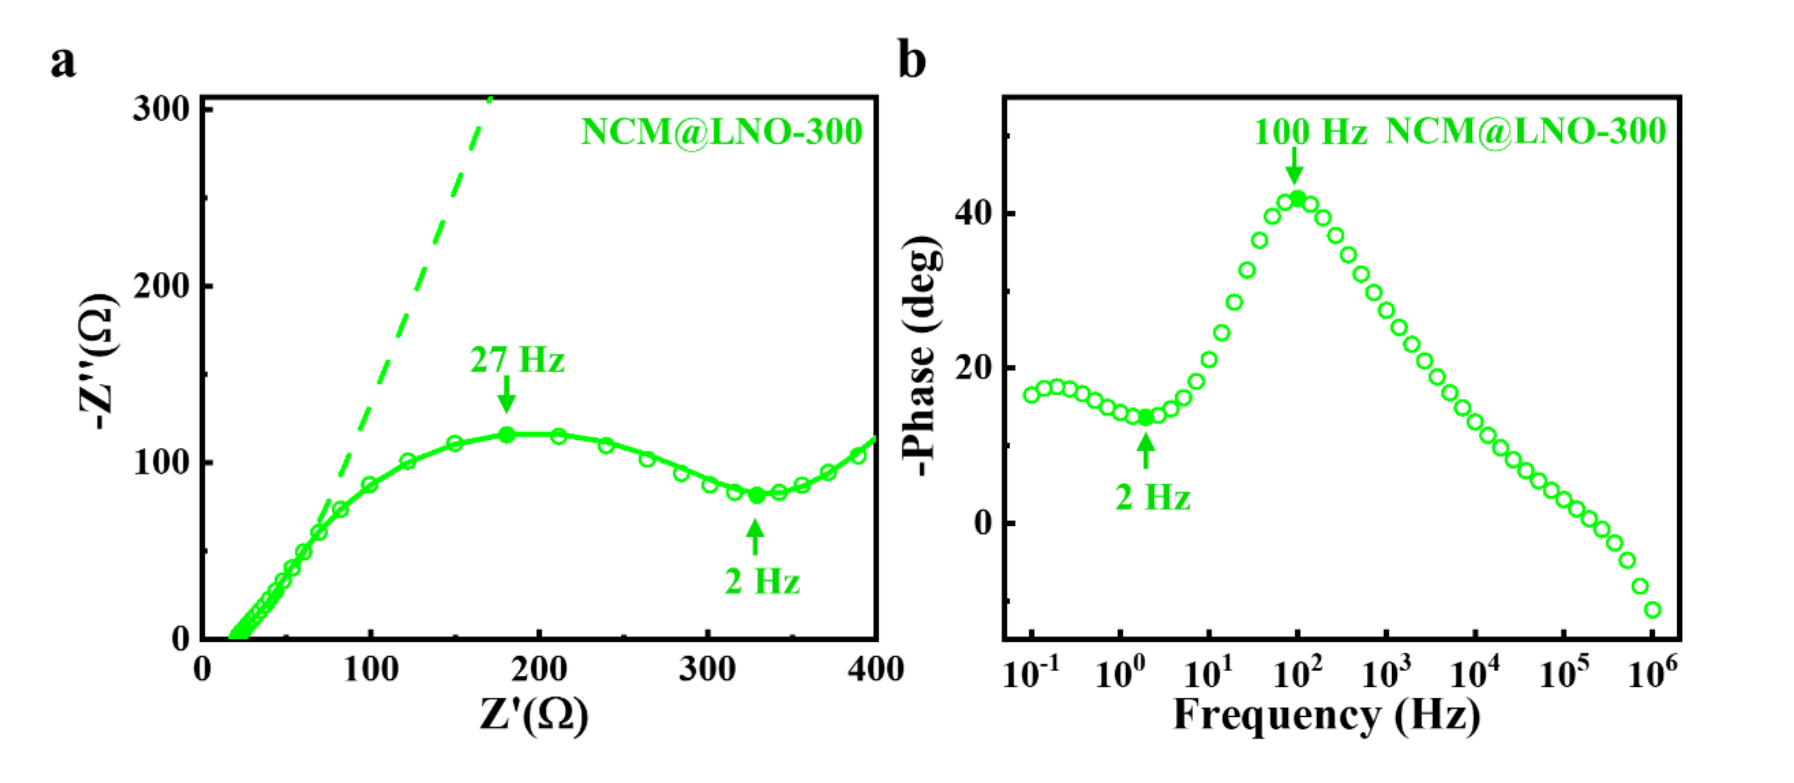 a
NCM@LNO-300
27 Hz
2 Hz
300
200
100
0
0 100 200 300 400
-Z''(Ω)
Z'(Ω)
b
100 Hz NCM@LNO-300
2 Hz
40
20
0
10⁻¹ 10⁰ 10¹ 10² 10³ 10⁴ 10⁵ 10⁶
-Phase (deg)
Frequency (Hz)